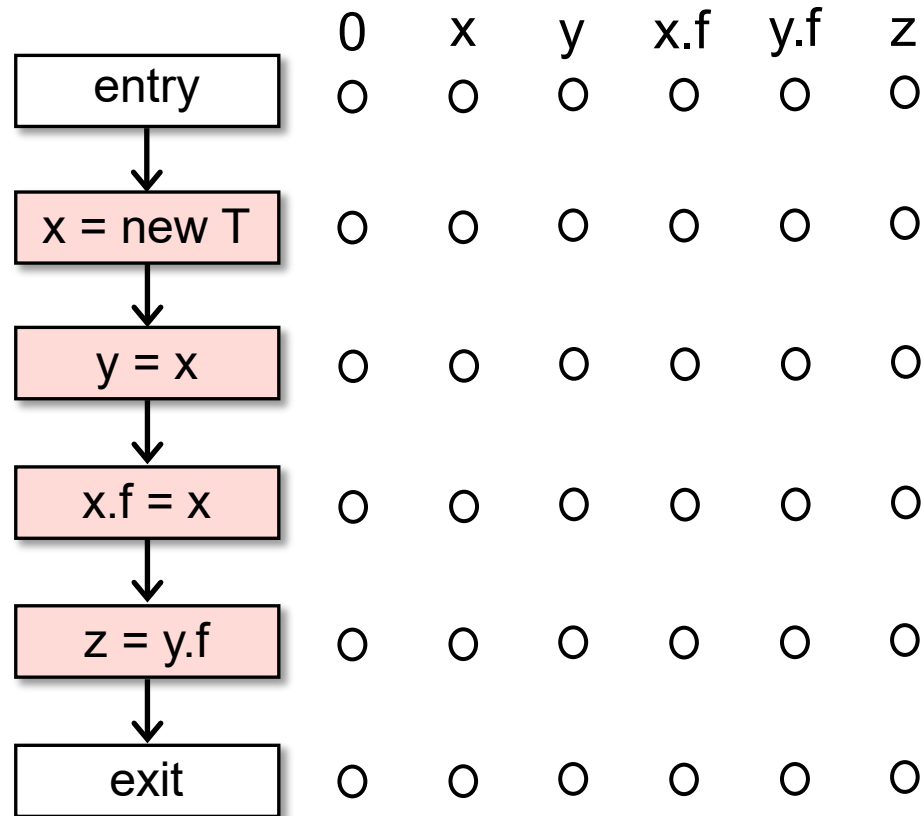 0 x y x.f y.f z
entry
x = new T
y = x
x.f = x
z = y.f
exit